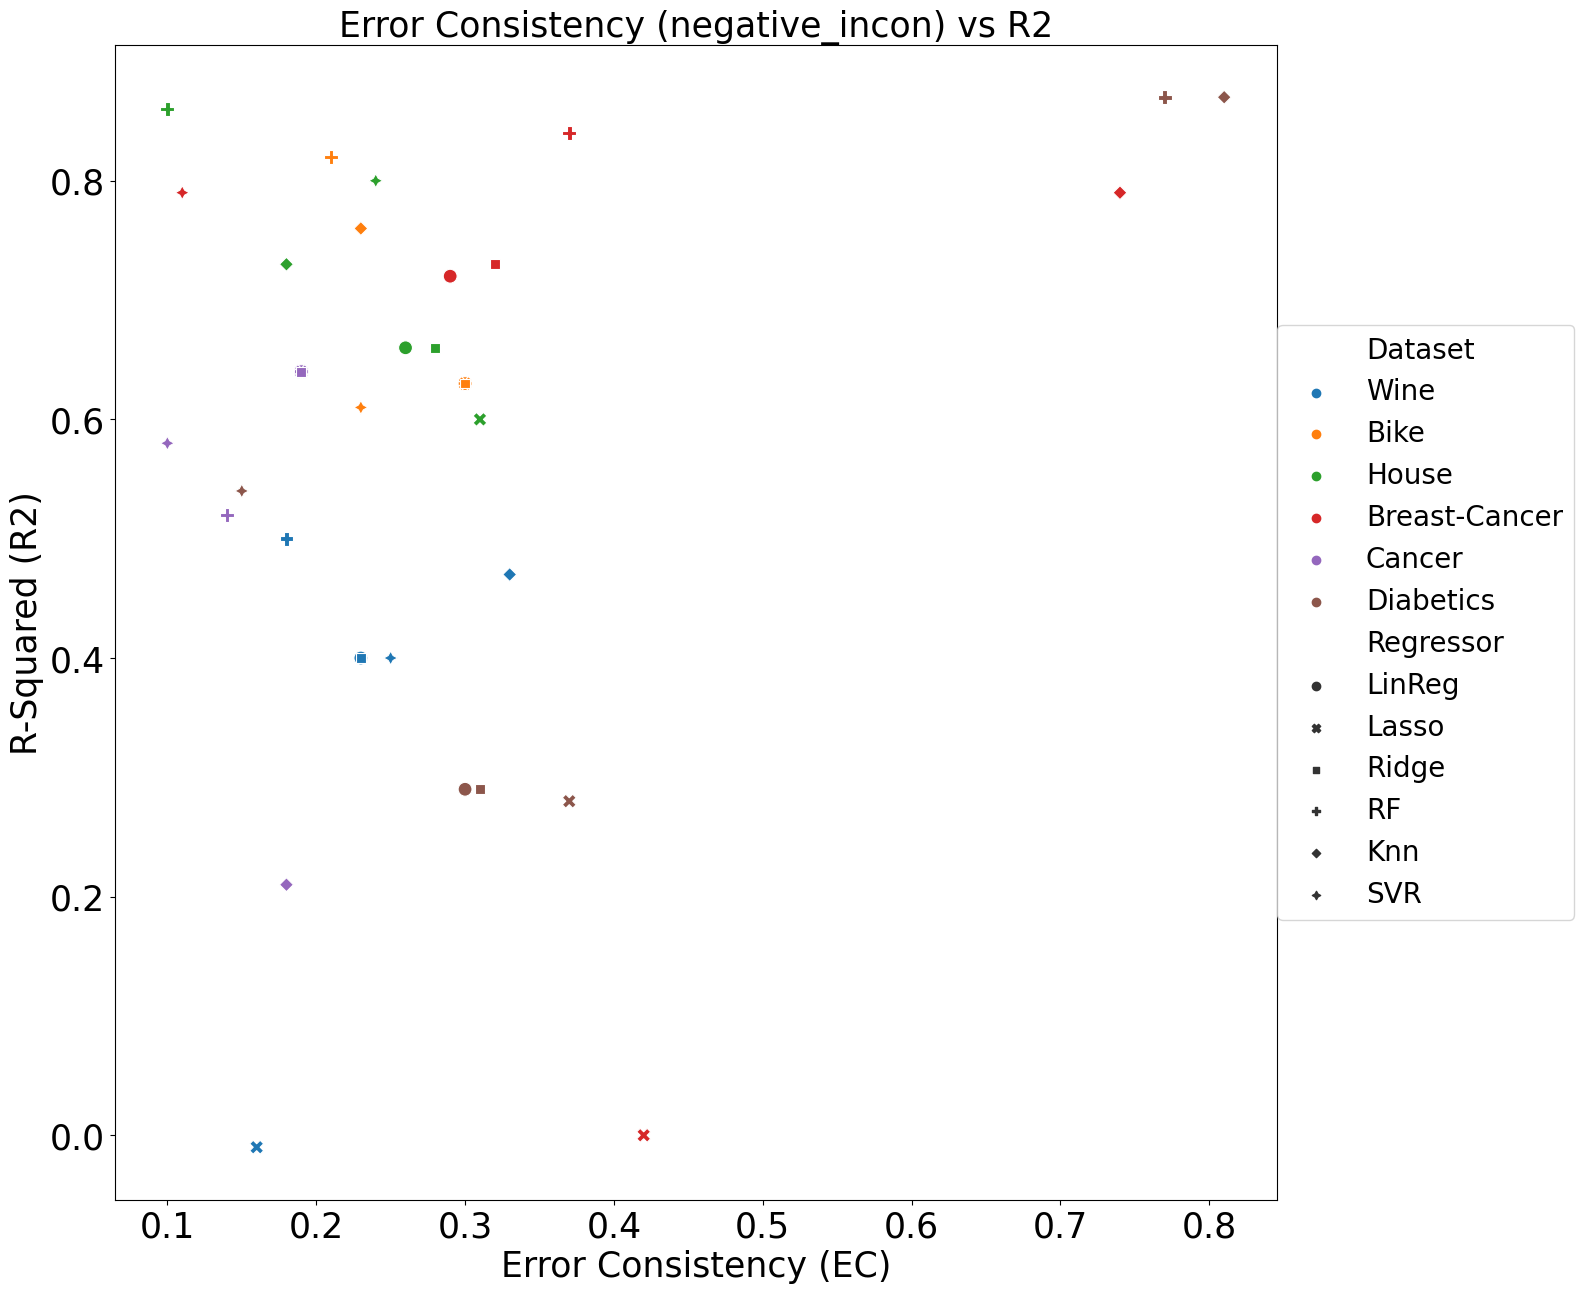 Error Consistency (negative_incon) vs R2
R-Squared (R2)
0.8
0.6
0.4
0.2
0.0
0.1 0.2 0.3 0.4 0.5 0.6 0.7 0.8
Error Consistency (EC)
Dataset
Wine
Bike
House
Breast-Cancer
Cancer
Diabetics
Regressor
LinReg
Lasso
Ridge
RF
Knn
SVR